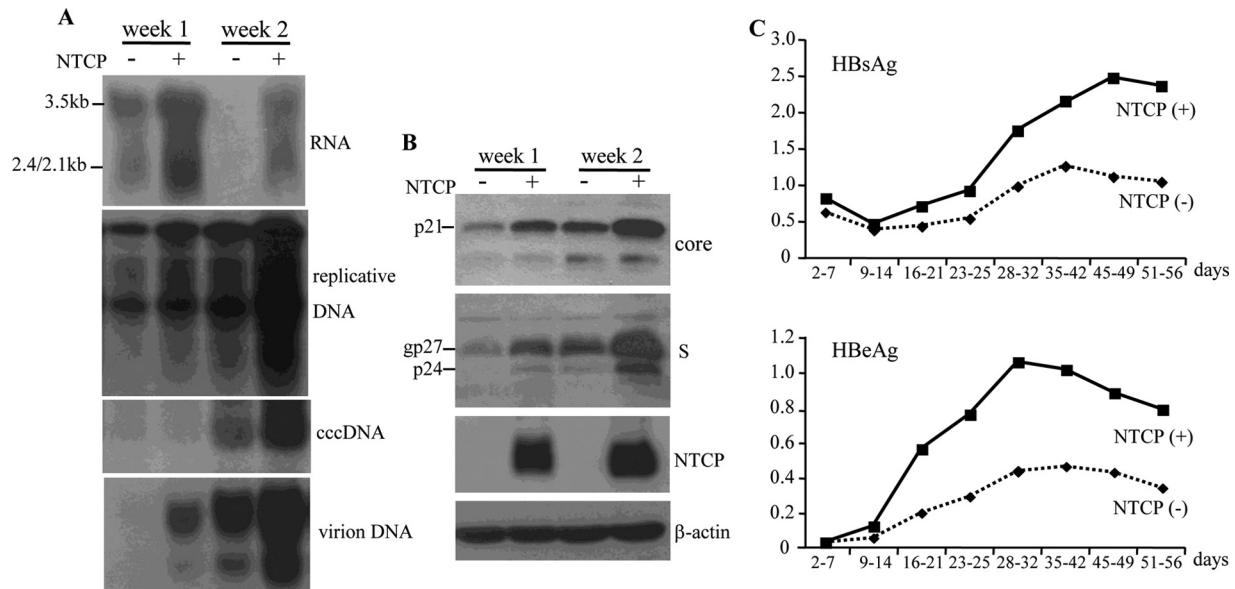 A
week 1 week 2
NTCP - + - +
3.5kb
2.4/2.1kb
RNA
replicative
DNA
cccDNA
virion DNA
B
week 1 week 2
NTCP - + - +
p21
core
gp27
p24
S
NTCP
β-actin
C
HBsAg
3.0
2.5
2.0
1.5
1.0
0.5
0
NTCP (+)
NTCP (-)
2-7 9-14 16-21 23-25 28-32 35-42 45-49 51-56 days
HBeAg
1.2
1.0
0.8
0.6
0.4
0.2
0
NTCP (+)
NTCP (-)
2-7 9-14 16-21 23-25 28-32 35-42 45-49 51-56 days